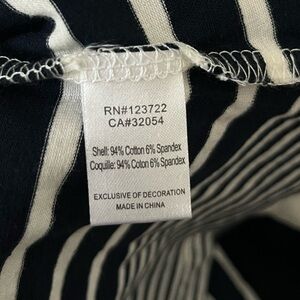 RN#123722
CA#32054
Shell: 94% Cotton 6% Spandex
Coquille: 94% Coton 6% Spandex
EXCLUSIVE OF DECORATION
MADE IN CHINA